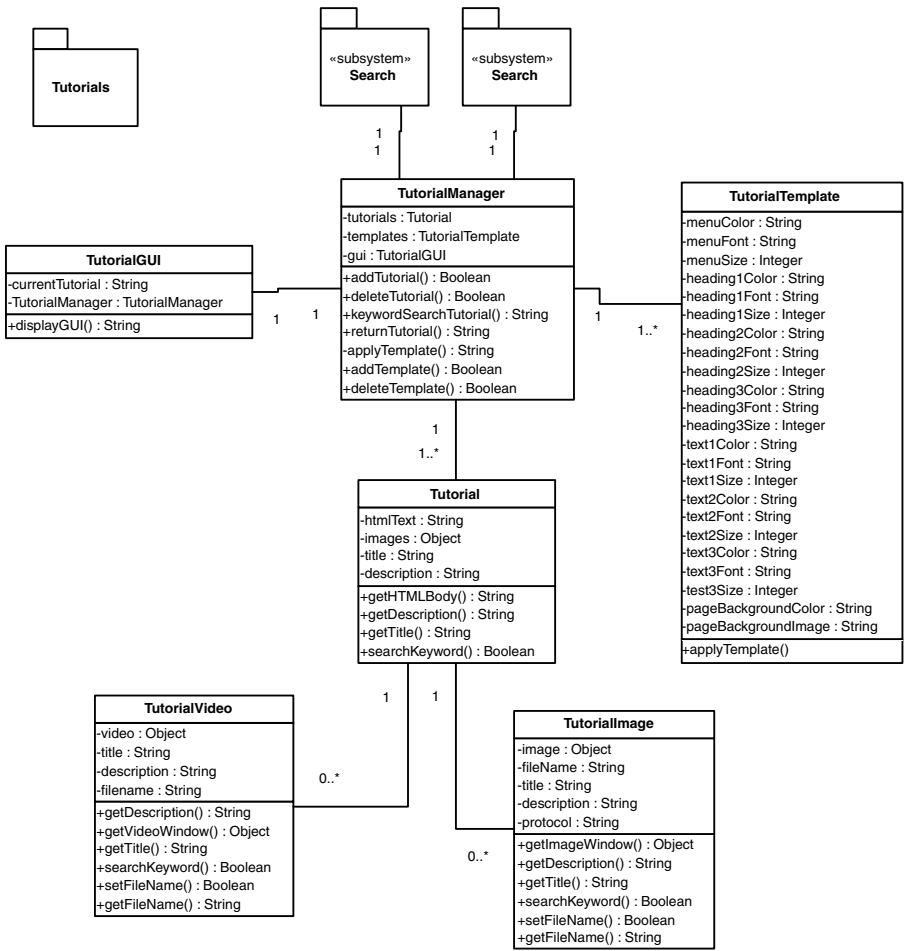 Tutorials
«subsystem»
Search
«subsystem»
Search
1
1
1
1
TutorialManager
-tutorials : Tutorial
-templates : TutorialTemplate
-gui : TutorialGUI
+addTutorial() : Boolean
+deleteTutorial() : Boolean
+keywordSearchTutorial() : String
+returnTutorial() : String
-applyTemplate() : String
+addTemplate() : Boolean
+deleteTemplate() : Boolean
TutorialGUI
-currentTutorial : String
-TutorialManager : TutorialManager
+displayGUI() : String
1
1
1
1..*
TutorialTemplate
-menuColor : String
-menuFont : String
-menuSize : Integer
-heading1Color : String
-heading1Font : String
-heading1Size : Integer
-heading2Color : String
-heading2Font : String
-heading2Size : Integer
-heading3Color : String
-heading3Font : String
-heading3Size : Integer
-text1Color : String
-text1Font : String
-text1Size : Integer
-text2Color : String
-text2Font : String
-text2Size : Integer
-text3Color : String
-text3Font : String
-test3Size : Integer
-pageBackgroundColor : String
-pageBackgroundImage : String
+applyTemplate()
1
1..*
Tutorial
-htmlText : String
-images : Object
-title : String
-description : String
+getHTMLBody() : String
+getDescription() : String
+getTitle() : String
+searchKeyword() : Boolean
1
1
TutorialVideo
-video : Object
-title : String
-description : String
-filename : String
+getDescription() : String
+getVideoWindow() : Object
+getTitle() : String
+searchKeyword() : Boolean
+setFileName() : Boolean
+getFileName() : String
0..*
TutorialImage
-image : Object
-fileName : String
-title : String
-description : String
-protocol : String
+getImageWindow() : Object
+getDescription() : String
+getTitle() : String
+searchKeyword() : Boolean
+setFileName() : Boolean
+getFileName() : String
0..*